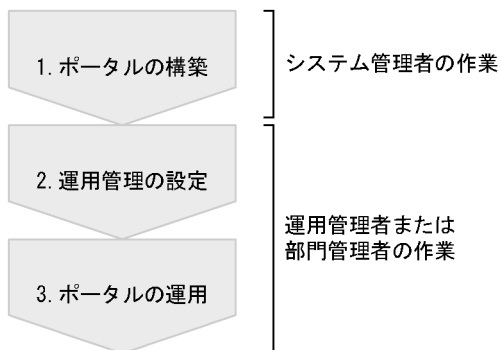 1. ポータルの構築
システム管理者の作業
2. 運用管理の設定
運用管理者または
部門管理者の作業
3. ポータルの運用